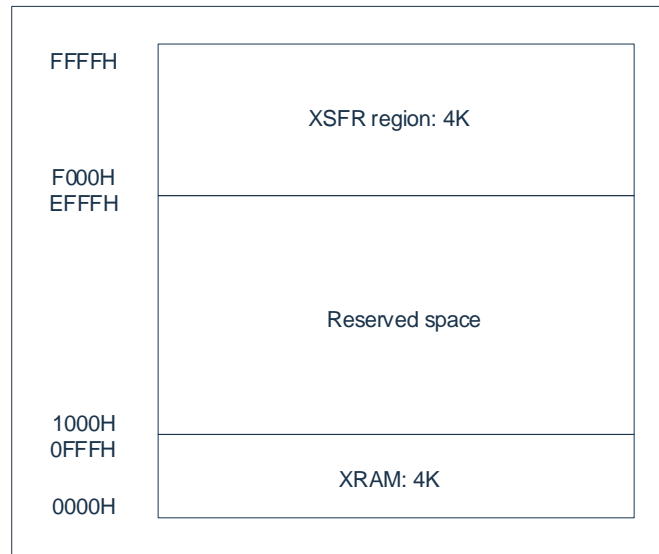 FFFFH
XSFR region: 4K
F000H
EFFFH
Reserved space
1000H
0FFFH
XRAM: 4K
0000H